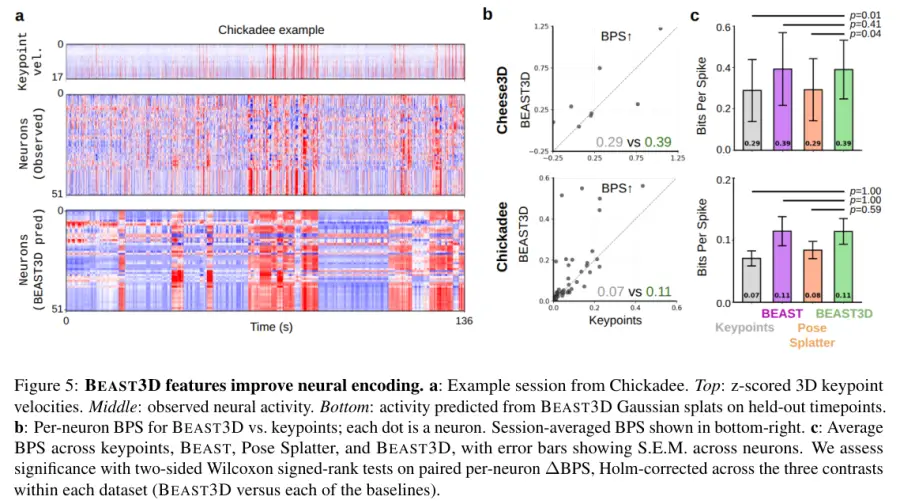 a
Chickadee example
Keypoint
vel.
0
17
Neurons
(Observed)
0
51
Neurons
(BEAST3D pred)
0
51
0
Time (s)
136
b
Cheese3D
BEAST3D
1.25
0.75
0.25
−0.25
BPS↑
0.29 vs 0.39
−0.25
0.25
0.75
1.25
Chickadee
BEAST3D
0.6
0.4
0.2
0.0
BPS↑
0.07 vs 0.11
0.0
0.2
0.4
0.6
Keypoints
c
Bits Per Spike
0.6
0.4
0.2
0.0
p=0.01
p=0.41
p=0.04
0.29
0.39
0.29
0.39
Bits Per Spike
0.2
0.1
0.0
p=1.00
p=1.00
p=0.59
0.07
0.11
0.08
0.11
BEAST
BEAST3D
Keypoints
Pose
Splatter
Figure 5: BEAST3D features improve neural encoding. a: Example session from Chickadee. Top: z-scored 3D keypoint
velocities. Middle: observed neural activity. Bottom: activity predicted from BEAST3D Gaussian splats on held-out timepoints.
b: Per-neuron BPS for BEAST3D vs. keypoints; each dot is a neuron. Session-averaged BPS shown in bottom-right. c: Average
BPS across keypoints, BEAST, Pose Splatter, and BEAST3D, with error bars showing S.E.M. across neurons. We assess
significance with two-sided Wilcoxon signed-rank tests on paired per-neuron ΔBPS, Holm-corrected across the three contrasts
within each dataset (BEAST3D versus each of the baselines).